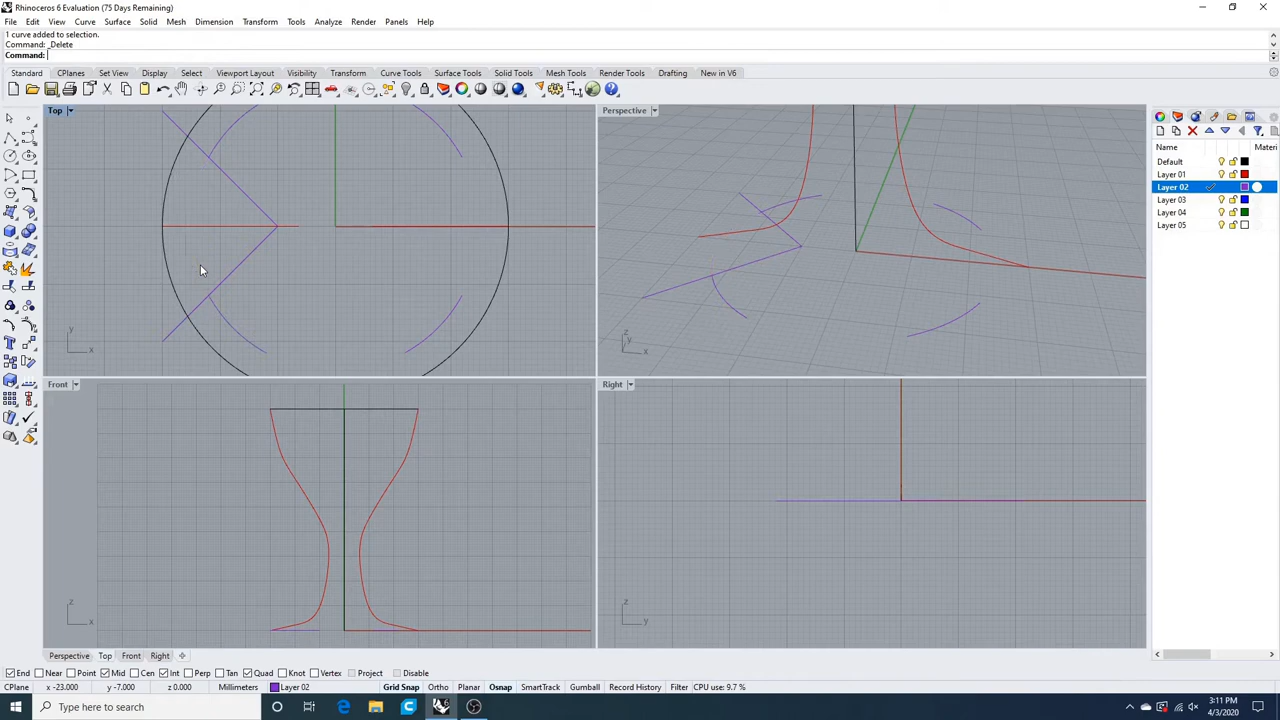 Rhinoceros 6 Evaluation (75 Days Remaining)
File Edit View Curve Surface Solid Mesh Dimension Transform Tools Analyze Render Panels Help
1 curve added to selection.
Command: _Delete
Command:
Standard CPlanes Set View Display Select Viewport Layout Visibility Transform Curve Tools Surface Tools Solid Tools Mesh Tools Render Tools Drafting New in V6
Top
Perspective
Name Materi
Default
Layer 01
Layer 02
Layer 03
Layer 04
Layer 05
y x
z x
Front
Right
z x
z y
Perspective Top Front Right
End Near Point Mid Cen Int Perp Tan Quad Knot Vertex Project Disable
CPlane x -23.000 y -7.000 z 0.000 Millimeters Layer 02 Grid Snap Ortho Planar Osnap SmartTrack Gumball Record History Filter CPU use: 9.7 %
Type here to search
3:11 PM
4/3/2020